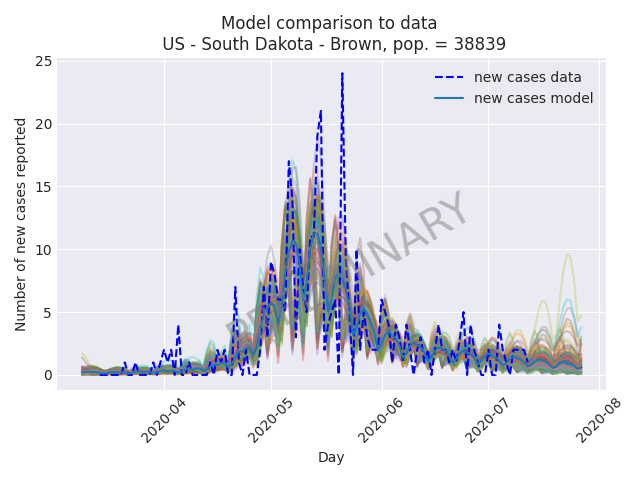 Model comparison to data
US - South Dakota - Brown, pop. = 38839
25
20
15
10
5
0
Number of new cases reported
new cases data
new cases model
PRELIMINARY
2020-04
2020-05
2020-06
2020-07
2020-08
Day